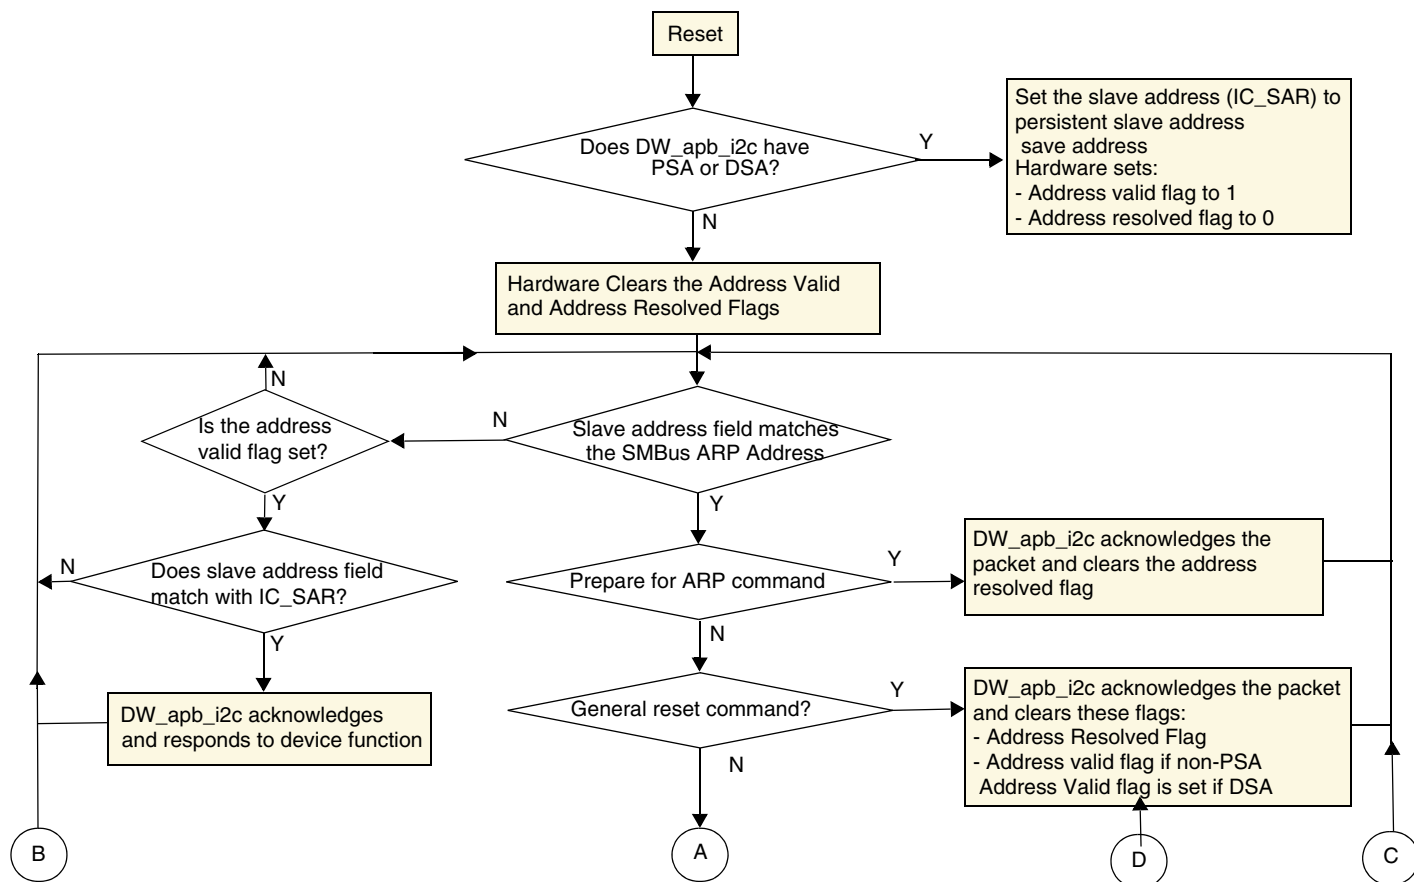 Reset
Does DW_apb_i2c have
PSA or DSA?
Y
Set the slave address (IC_SAR) to
persistent slave address
save address
Hardware sets:
- Address valid flag to 1
- Address resolved flag to 0
N
Hardware Clears the Address Valid
and Address Resolved Flags
N
Is the address
valid flag set?
N
Slave address field matches
the SMBus ARP Address
Y
Y
N
Does slave address field
match with IC_SAR?
Y
Prepare for ARP command
Y
DW_apb_i2c acknowledges the
packet and clears the address
resolved flag
N
DW_apb_i2c acknowledges
and responds to device function
General reset command?
Y
DW_apb_i2c acknowledges the packet
and clears these flags:
- Address Resolved Flag
- Address valid flag if non-PSA
Address Valid flag is set if DSA
N
B
A
D
C